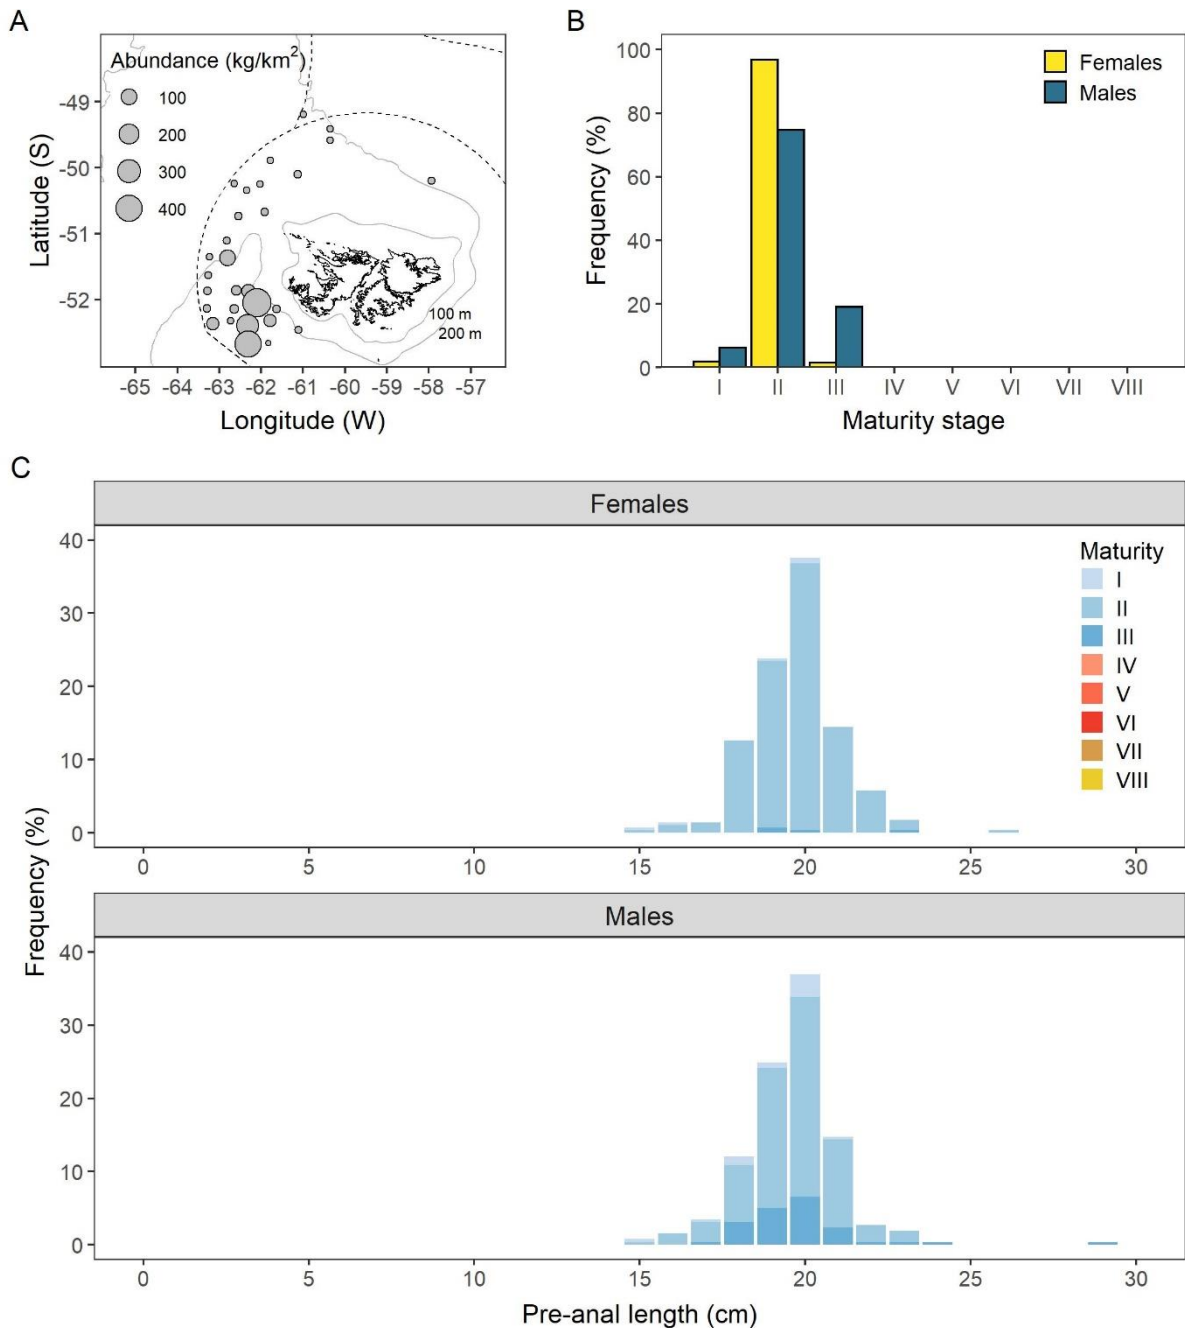 A
Abundance (kg/km²)
100
200
300
400
-49
-50
-51
-52
Latitude (S)
100 m
200 m
-65 -64 -63 -62 -61 -60 -59 -58 -57
Longitude (W)
B
100
80
60
40
20
0
Frequency (%)
Females
Males
I II III IV V VI VII VIII
Maturity stage
C
Females
40
30
20
10
0
Maturity
I
II
III
IV
V
VI
VII
VIII
0 5 10 15 20 25 30
Frequency (%)
Males
40
30
20
10
0
0 5 10 15 20 25 30
Pre-anal length (cm)